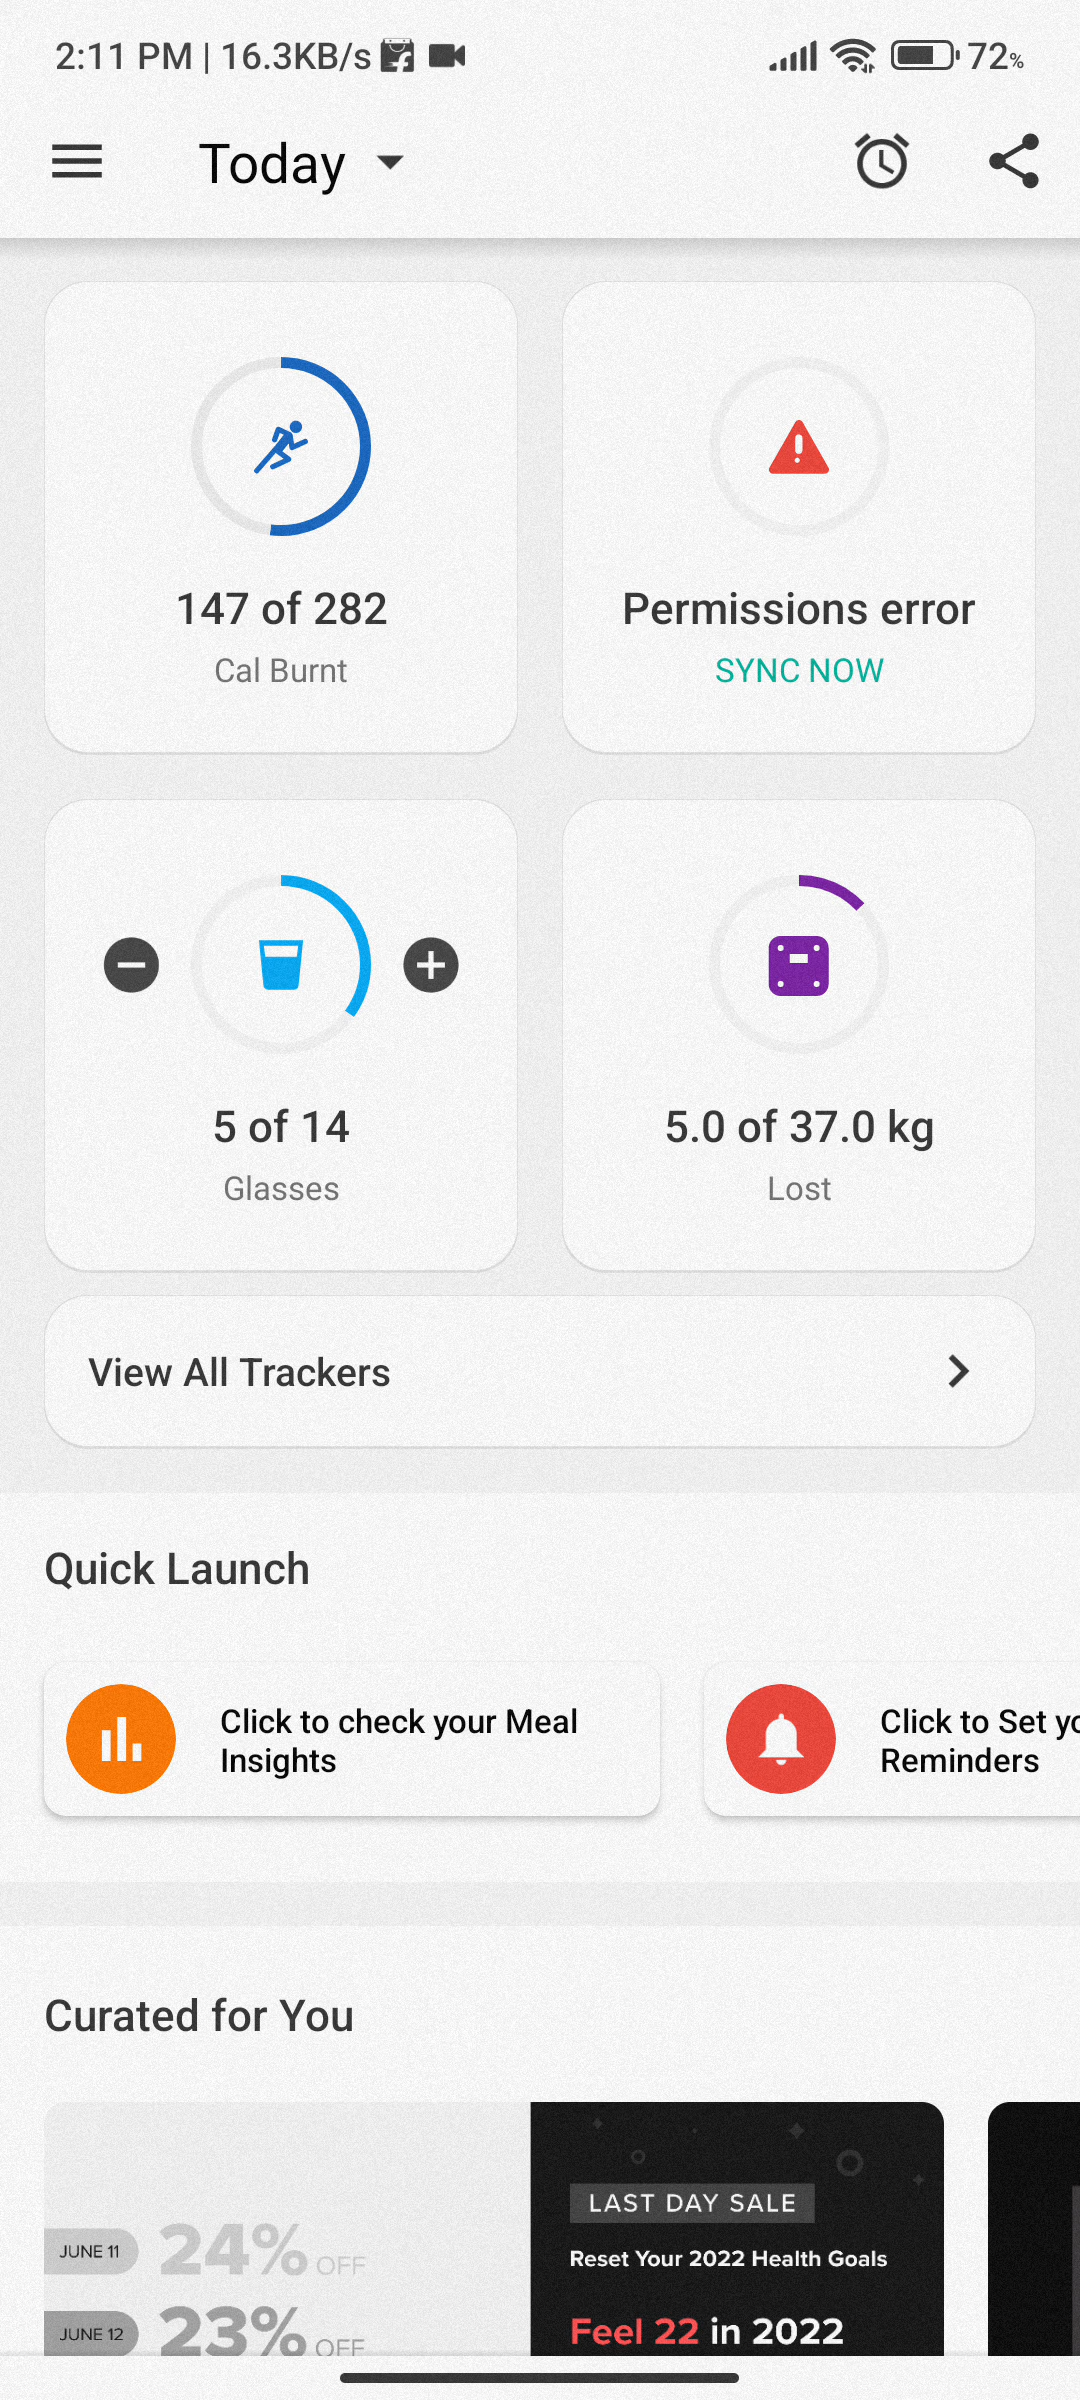 2:11 PM | 16.3KB/s
72%
Today
147 of 282
Cal Burnt
Permissions error
SYNC NOW
5 of 14
Glasses
5.0 of 37.0 kg
Lost
View All Trackers
Quick Launch
Click to check your Meal
Insights
Click to Set
Reminders
Curated for You
JUNE 11 24% OFF
JUNE 12 23% OFF
LAST DAY SALE
Reset Your 2022 Health Goals
Feel 22 in 2022